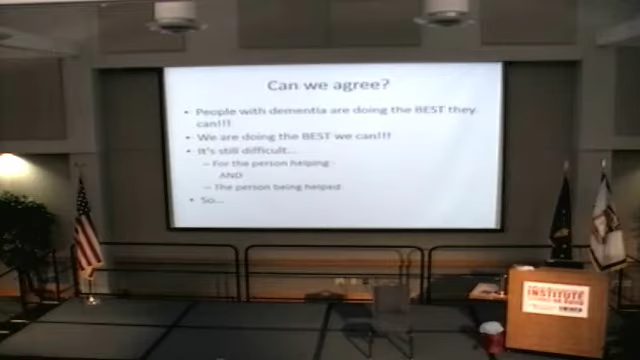 Can we agree?
• People with dementia are doing the BEST they
can!!!
• We are doing the BEST we can!!!
• It's still difficult...
– For the person helping
AND
– The person being helped
• So...
INSTITUTE